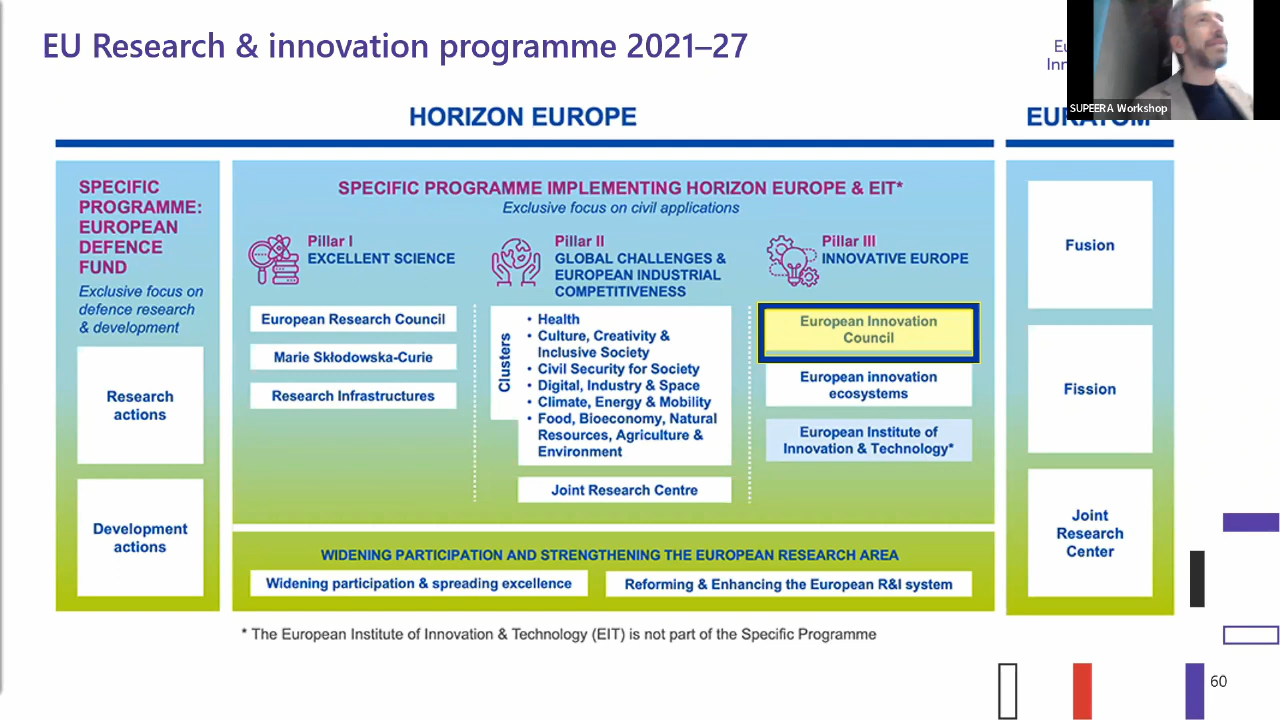 EU Research & innovation programme 2021–27
SUPEERA Workshop
HORIZON EUROPE
EURATOM
SPECIFIC
PROGRAMME:
EUROPEAN
DEFENCE
FUND
Exclusive focus on
defence research
& development
Research
actions
Development
actions
SPECIFIC PROGRAMME IMPLEMENTING HORIZON EUROPE & EIT*
Exclusive focus on civil applications
Pillar I
EXCELLENT SCIENCE
European Research Council
Marie Skłodowska-Curie
Research Infrastructures
Pillar II
GLOBAL CHALLENGES &
EUROPEAN INDUSTRIAL
COMPETITIVENESS
Clusters
• Health
• Culture, Creativity &
Inclusive Society
• Civil Security for Society
• Digital, Industry & Space
• Climate, Energy & Mobility
• Food, Bioeconomy, Natural
Resources, Agriculture &
Environment
Joint Research Centre
Pillar III
INNOVATIVE EUROPE
European Innovation
Council
European innovation
ecosystems
European Institute of
Innovation & Technology*
WIDENING PARTICIPATION AND STRENGTHENING THE EUROPEAN RESEARCH AREA
Widening participation & spreading excellence
Reforming & Enhancing the European R&I system
Fusion
Fission
Joint
Research
Center
* The European Institute of Innovation & Technology (EIT) is not part of the Specific Programme
60